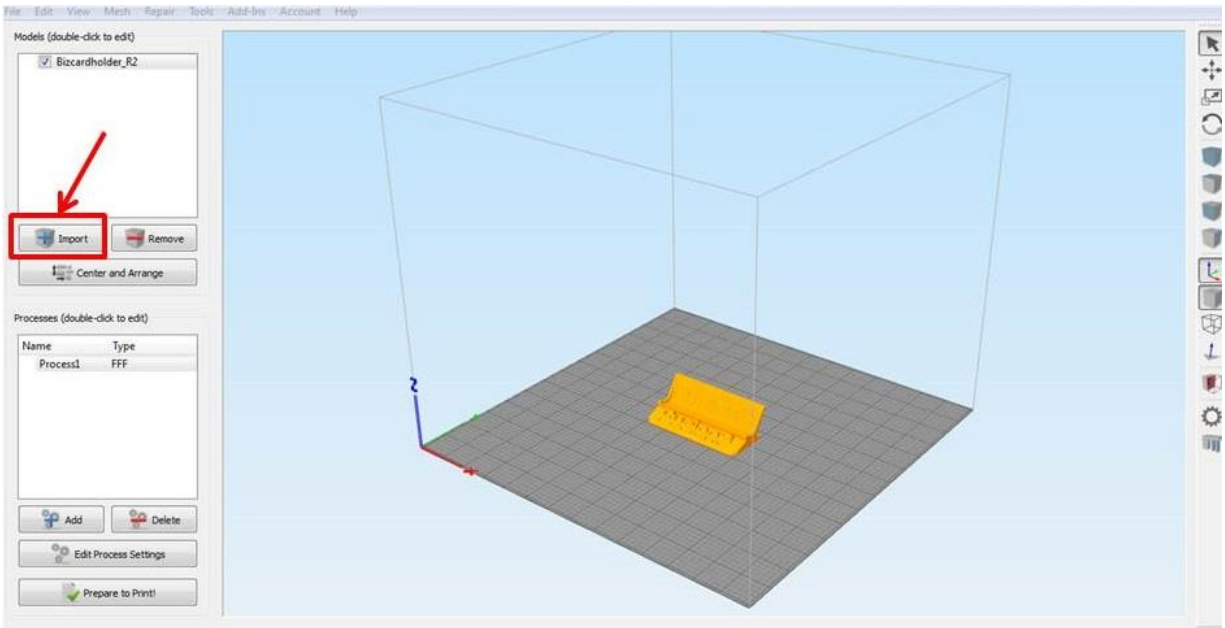 File Edit View Mesh Repair Tools Add-Ins Account Help
Models (double-click to edit)
Bizcardholder_R2
Import Remove
Center and Arrange
Processes (double-click to edit)
Name Type
Process1 FFF
Add Delete
Edit Process Settings
Prepare to Print!